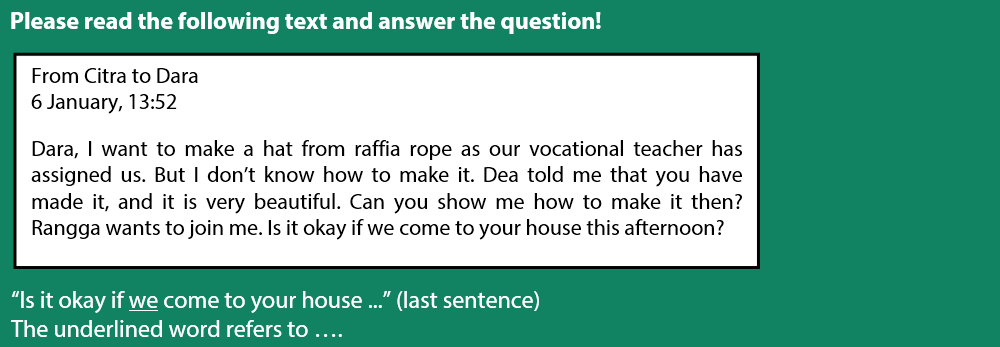 Please read the following text and answer the question!
From Citra to Dara
6 January, 13:52
Dara, I want to make a hat from raffia rope as our vocational teacher has
assigned us. But I don’t know how to make it. Dea told me that you have
made it, and it is very beautiful. Can you show me how to make it then?
Rangga wants to join me. Is it okay if we come to your house this afternoon?
“Is it okay if we come to your house ...” (last sentence)
The underlined word refers to ….